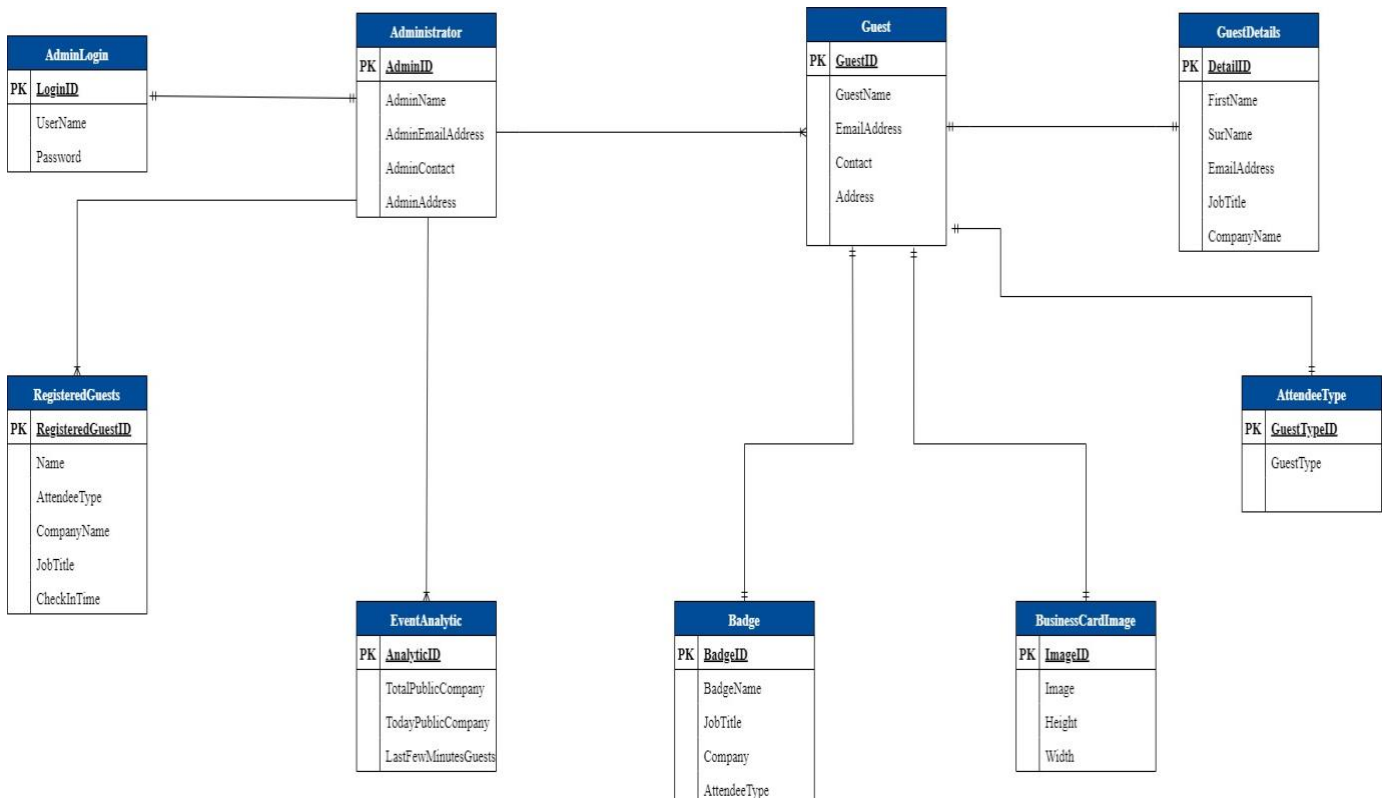 AdminLogin
PK LoginID
UserName
Password
Administrator
PK AdminID
AdminName
AdminEmailAddress
AdminContact
AdminAddress
Guest
PK GuestID
GuestName
EmailAddress
Contact
Address
GuestDetails
PK DetailID
FirstName
SurName
EmailAddress
JobTitle
CompanyName
RegisteredGuests
PK RegisteredGuestID
Name
AttendeeType
CompanyName
JobTitle
CheckInTime
AttendeeType
PK GuestTypeID
GuestType
EventAnalytic
PK AnalyticID
TotalPublicCompany
TodayPublicCompany
LastFewMinutesGuests
Badge
PK BadgeID
BadgeName
JobTitle
Company
AttendeeType
BusinessCardImage
PK ImageID
Image
Height
Width